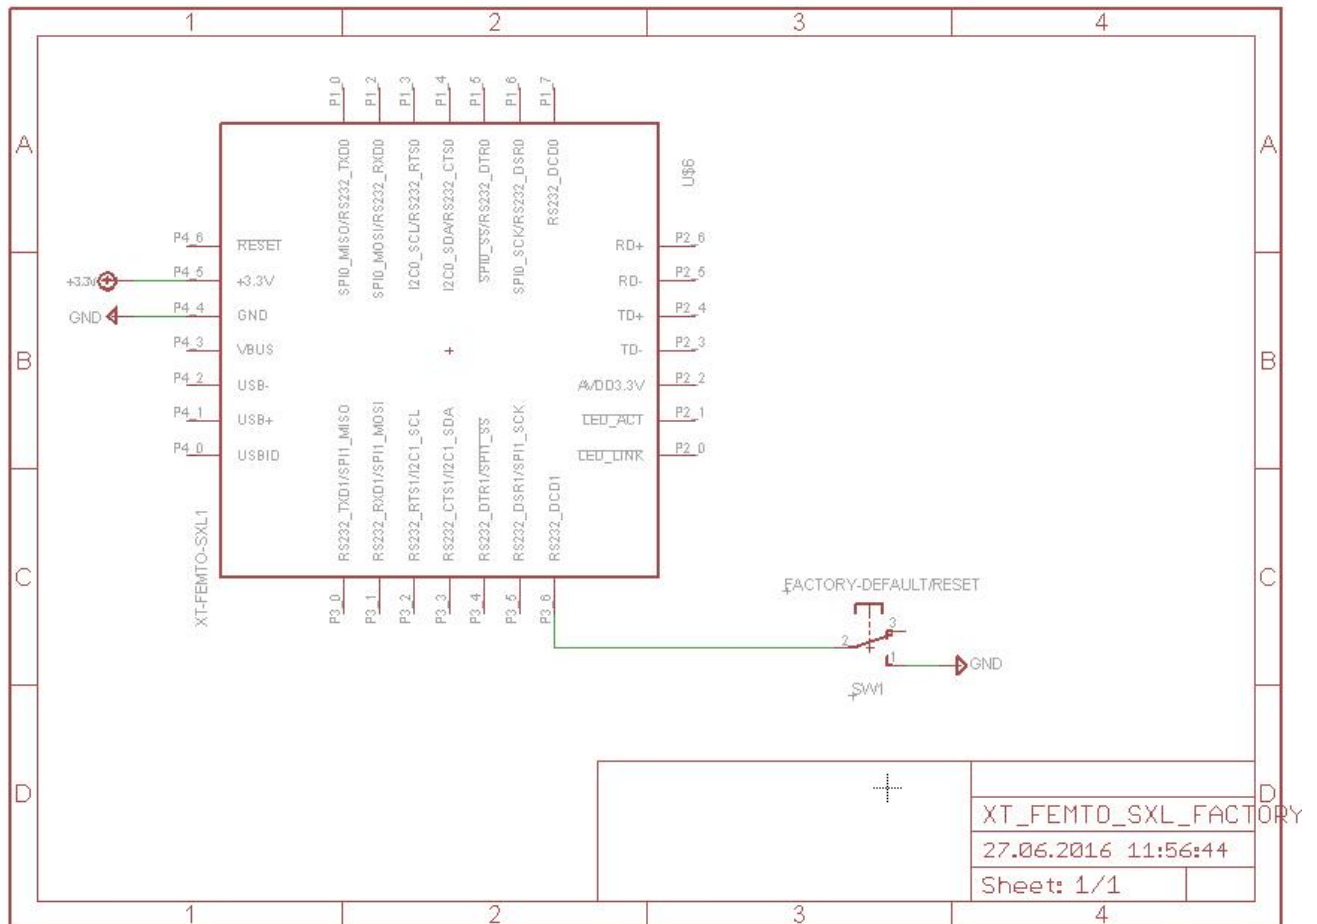 1 2 3 4
P1_0 P1_2 P1_3 P1_4 P1_5 P1_6 P1_7
A A
SPI0_MISO/RS232_TXD0
SPI0_MOSI/RS232_RXD0
I2C0_SCL/RS232_RTS0
I2C0_SDA/RS232_CTS0
SPI0_SS/RS232_DTR0
SPI0_SCK/RS232_DSR0
RS232_DCD0
U$6
P4_6 RESET RD+ P2_6
+3.3V P4_5 +3.3V RD- P2_5
GND P4_4 GND TD+ P2_4
P4_3 VBUS TD- P2_3
B B
P4_2 USB- AVDD3.3V P2_2
P4_1 USB+ LED_ACT P2_1
P4_0 USBID LED_LINK P2_0
RS232_TXD1/SPI1_MISO
RS232_RXD1/SPI1_MOSI
RS232_RTS1/I2C1_SCL
RS232_CTS1/I2C1_SDA
RS232_DTR1/SPI1_SS
RS232_DSR1/SPI1_SCK
RS232_DCD1
XT-FEMTO-SXL1
C C
P3_0 P3_1 P3_2 P3_3 P3_4 P3_5 P3_6
FACTORY-DEFAULT/RESET
3
2
1 GND
SW1
D D
XT_FEMTO_SXL_FACTORY
27.06.2016 11:56:44
Sheet: 1/1
1 2 3 4